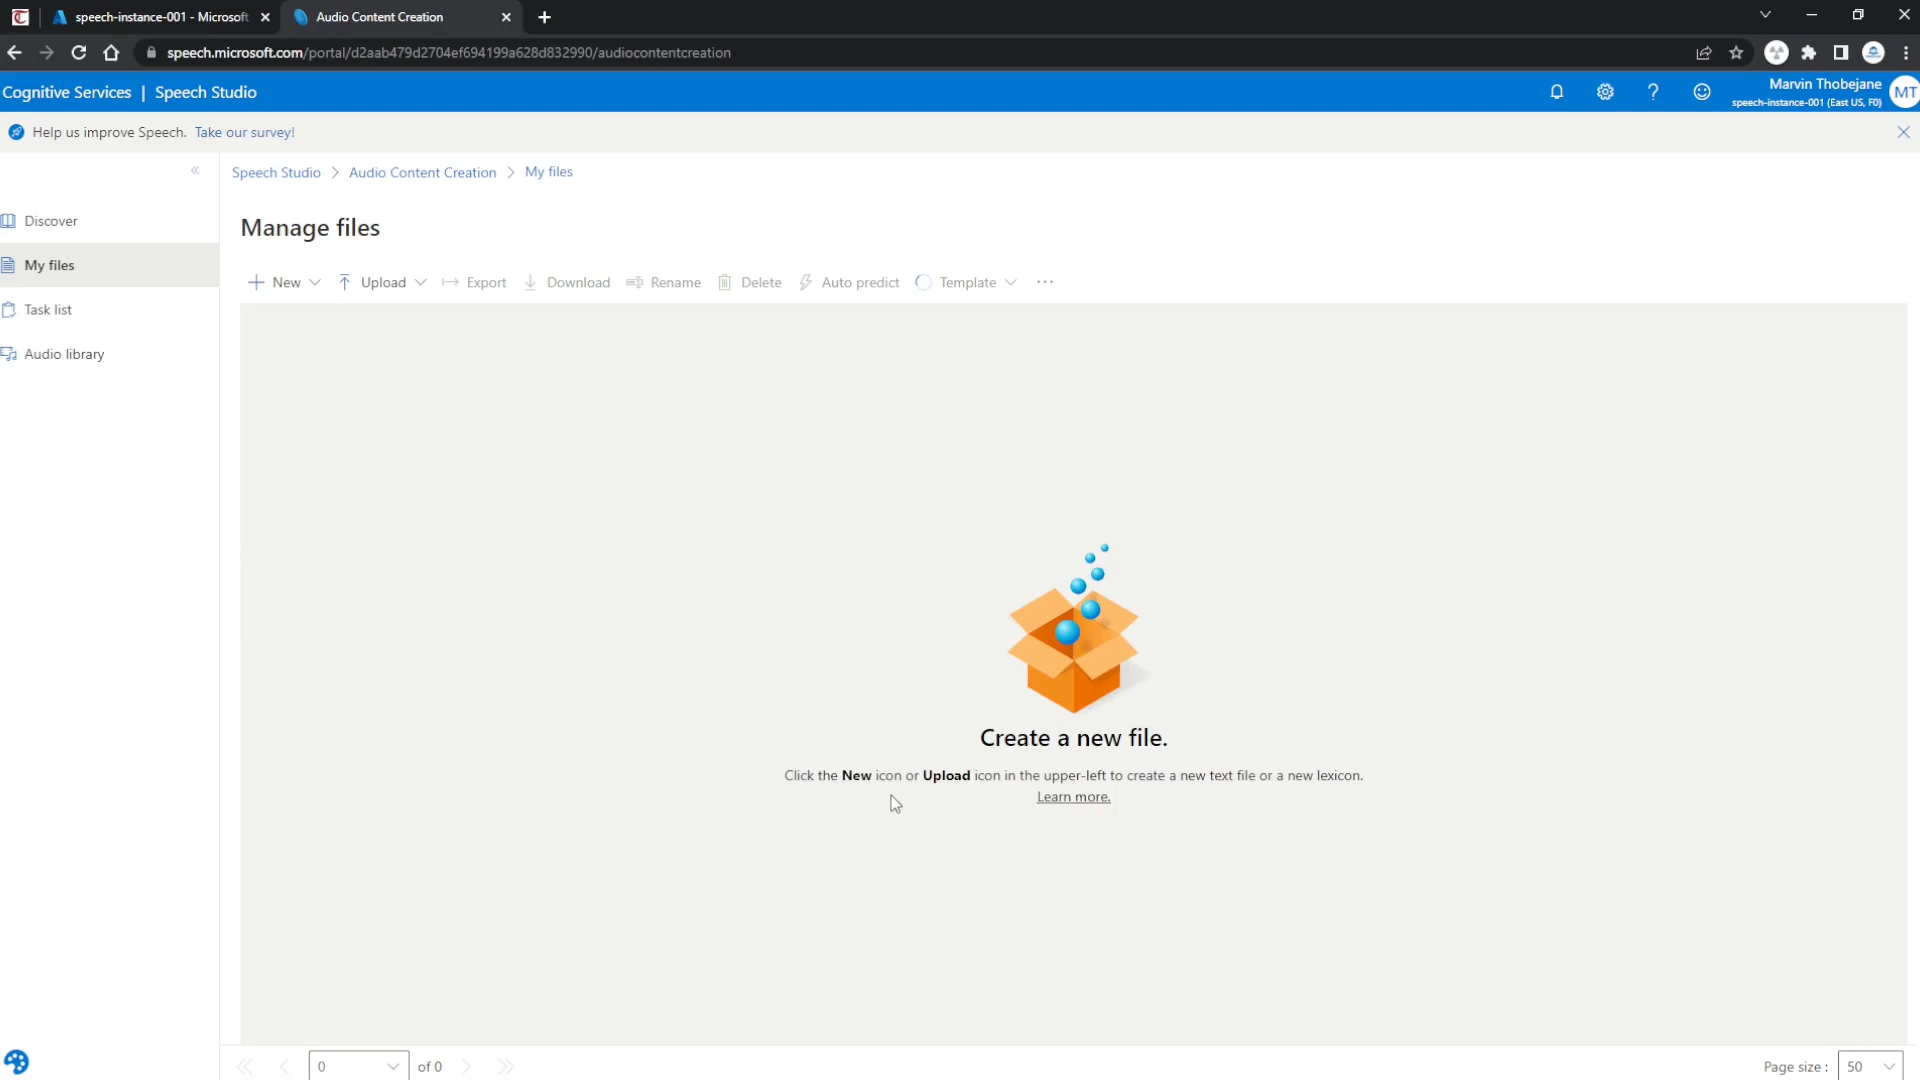 speech-instance-001 - Microsoft
Audio Content Creation
speech.microsoft.com/portal/d2aab479d2704ef694199a628d832990/audiocontentcreation
Cognitive Services | Speech Studio
Marvin Thobejane
speech-instance-001 (East US, F0)
MT
Help us improve Speech. Take our survey!
Speech Studio > Audio Content Creation > My files
Discover
My files
Task list
Audio library
Manage files
New Upload Export Download Rename Delete Auto predict Template ...
Create a new file.
Click the New icon or Upload icon in the upper-left to create a new text file or a new lexicon.
Learn more.
0 of 0
Page size : 50